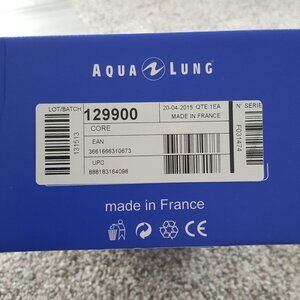 AQUA LUNG
LOT/BATCH
131513
129900
20-04-2015 QTE:1EA
MADE IN FRANCE
N° SERIE
CORE
EAN
3661666310673
UPC
888183164098
made in France
CE